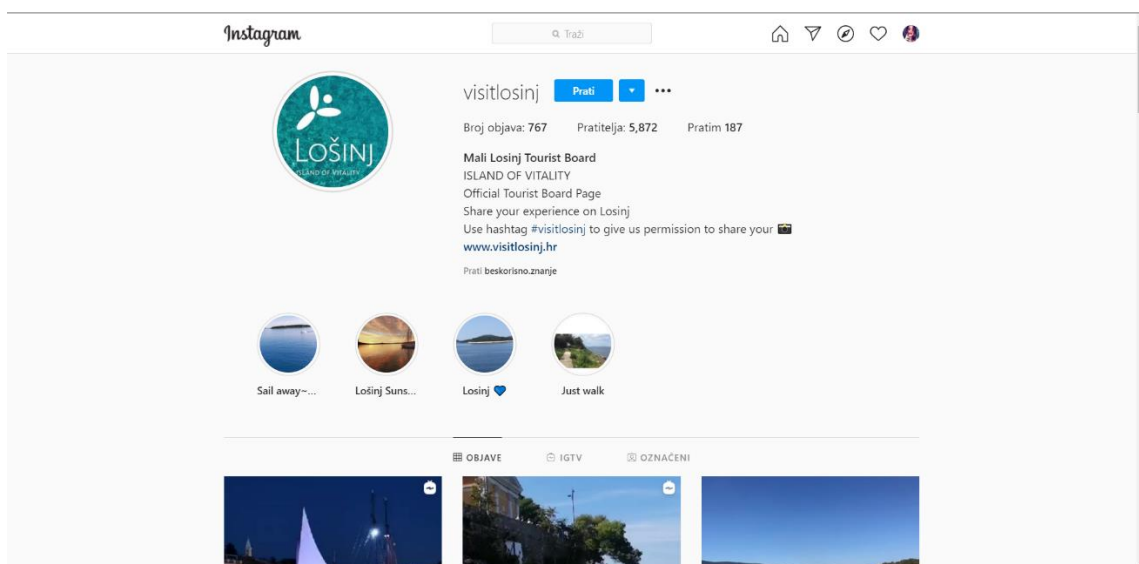 Instagram
Traži
visitlosinj Prati
Broj objava: 767 Pratitelja: 5,872 Pratim 187
Mali Losinj Tourist Board
ISLAND OF VITALITY
Official Tourist Board Page
Share your experience on Losinj
Use hashtag #visitlosinj to give us permission to share your 📸
www.visitlosinj.hr
Prati beskorisno.znanje
LOŠINJ
ISLAND OF VITALITY
Sail away~... Lošinj Suns... Losinj 💙 Just walk
OBJAVE IGTV OZNAČENI